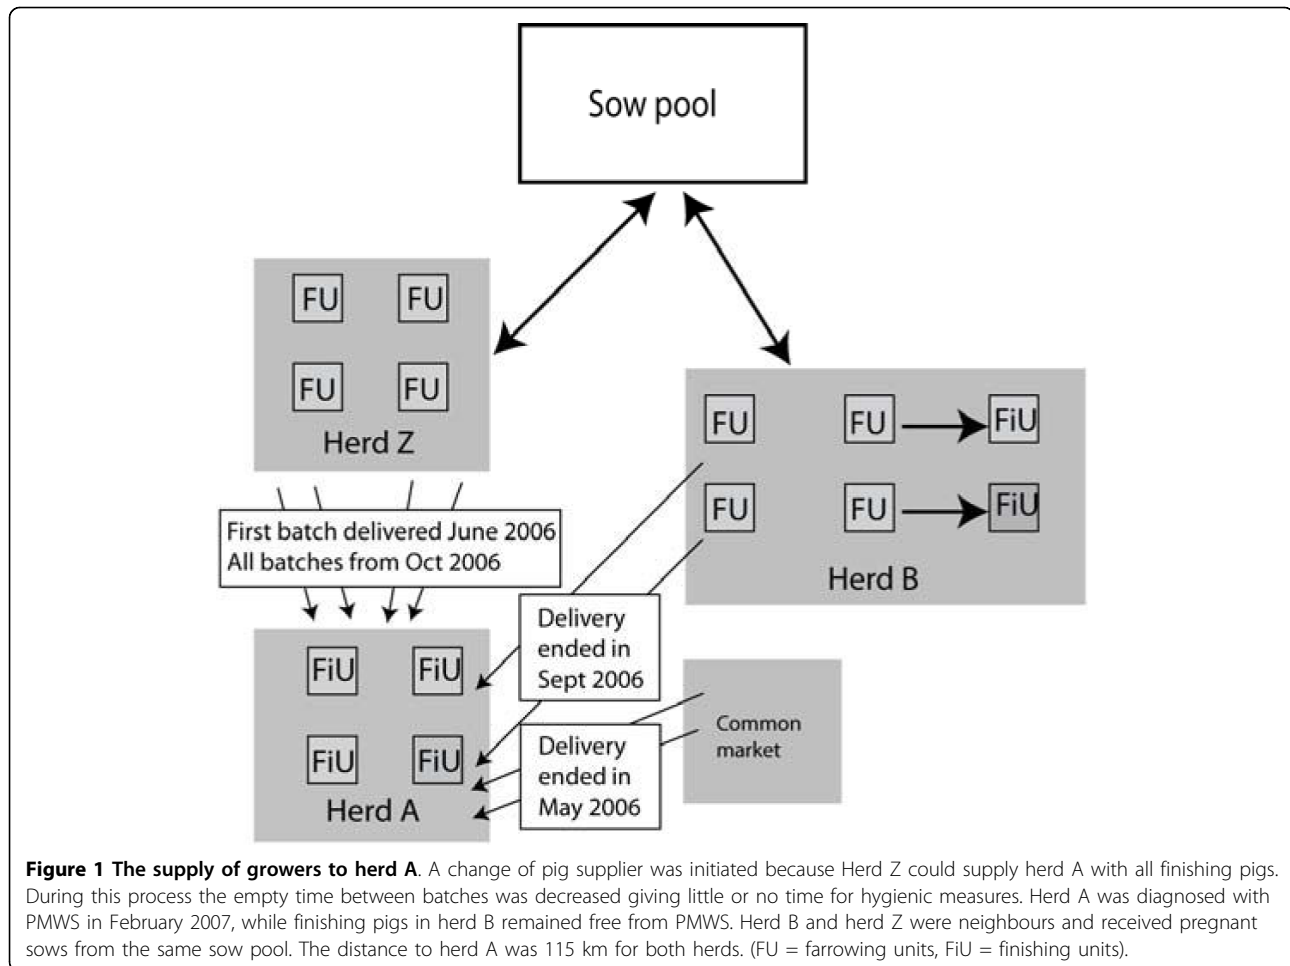 Sow pool
FU FU
FU FU
Herd Z
FU FU FiU
FU FU FiU
Herd B
First batch delivered June 2006
All batches from Oct 2006
Delivery
ended in
Sept 2006
FiU FiU
FiU FiU
Herd A
Common
market
Delivery
ended in
May 2006
Figure 1 The supply of growers to herd A. A change of pig supplier was initiated because Herd Z could supply herd A with all finishing pigs.
During this process the empty time between batches was decreased giving little or no time for hygienic measures. Herd A was diagnosed with
PMWS in February 2007, while finishing pigs in herd B remained free from PMWS. Herd B and herd Z were neighbours and received pregnant
sows from the same sow pool. The distance to herd A was 115 km for both herds. (FU = farrowing units, FiU = finishing units).